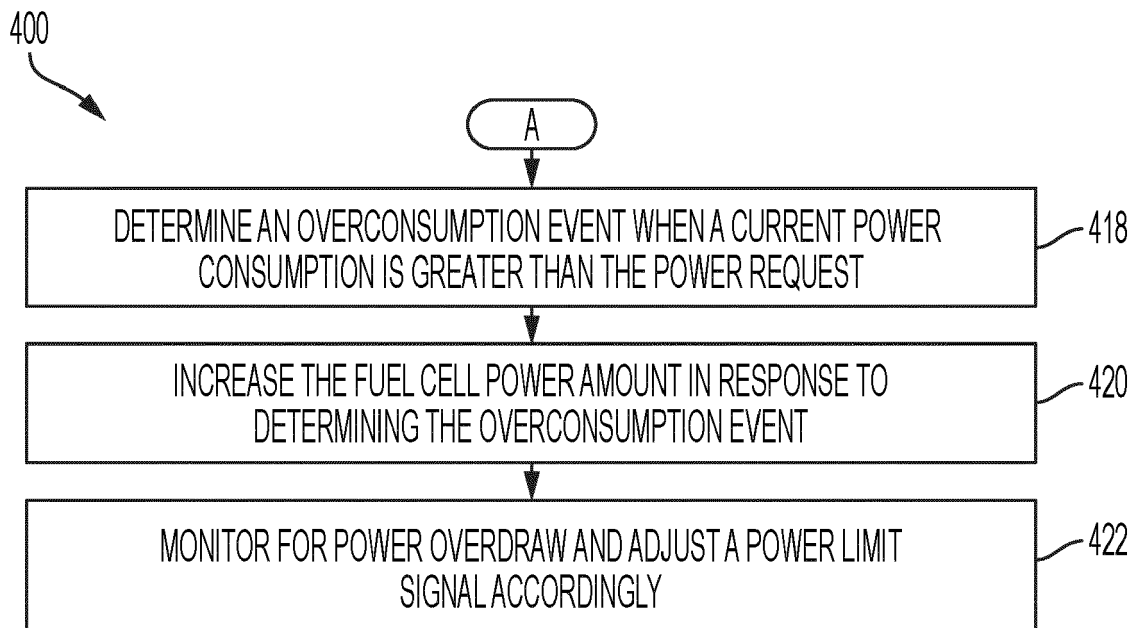 400
A
DETERMINE AN OVERCONSUMPTION EVENT WHEN A CURRENT POWER
CONSUMPTION IS GREATER THAN THE POWER REQUEST
418
INCREASE THE FUEL CELL POWER AMOUNT IN RESPONSE TO
DETERMINING THE OVERCONSUMPTION EVENT
420
MONITOR FOR POWER OVERDRAW AND ADJUST A POWER LIMIT
SIGNAL ACCORDINGLY
422